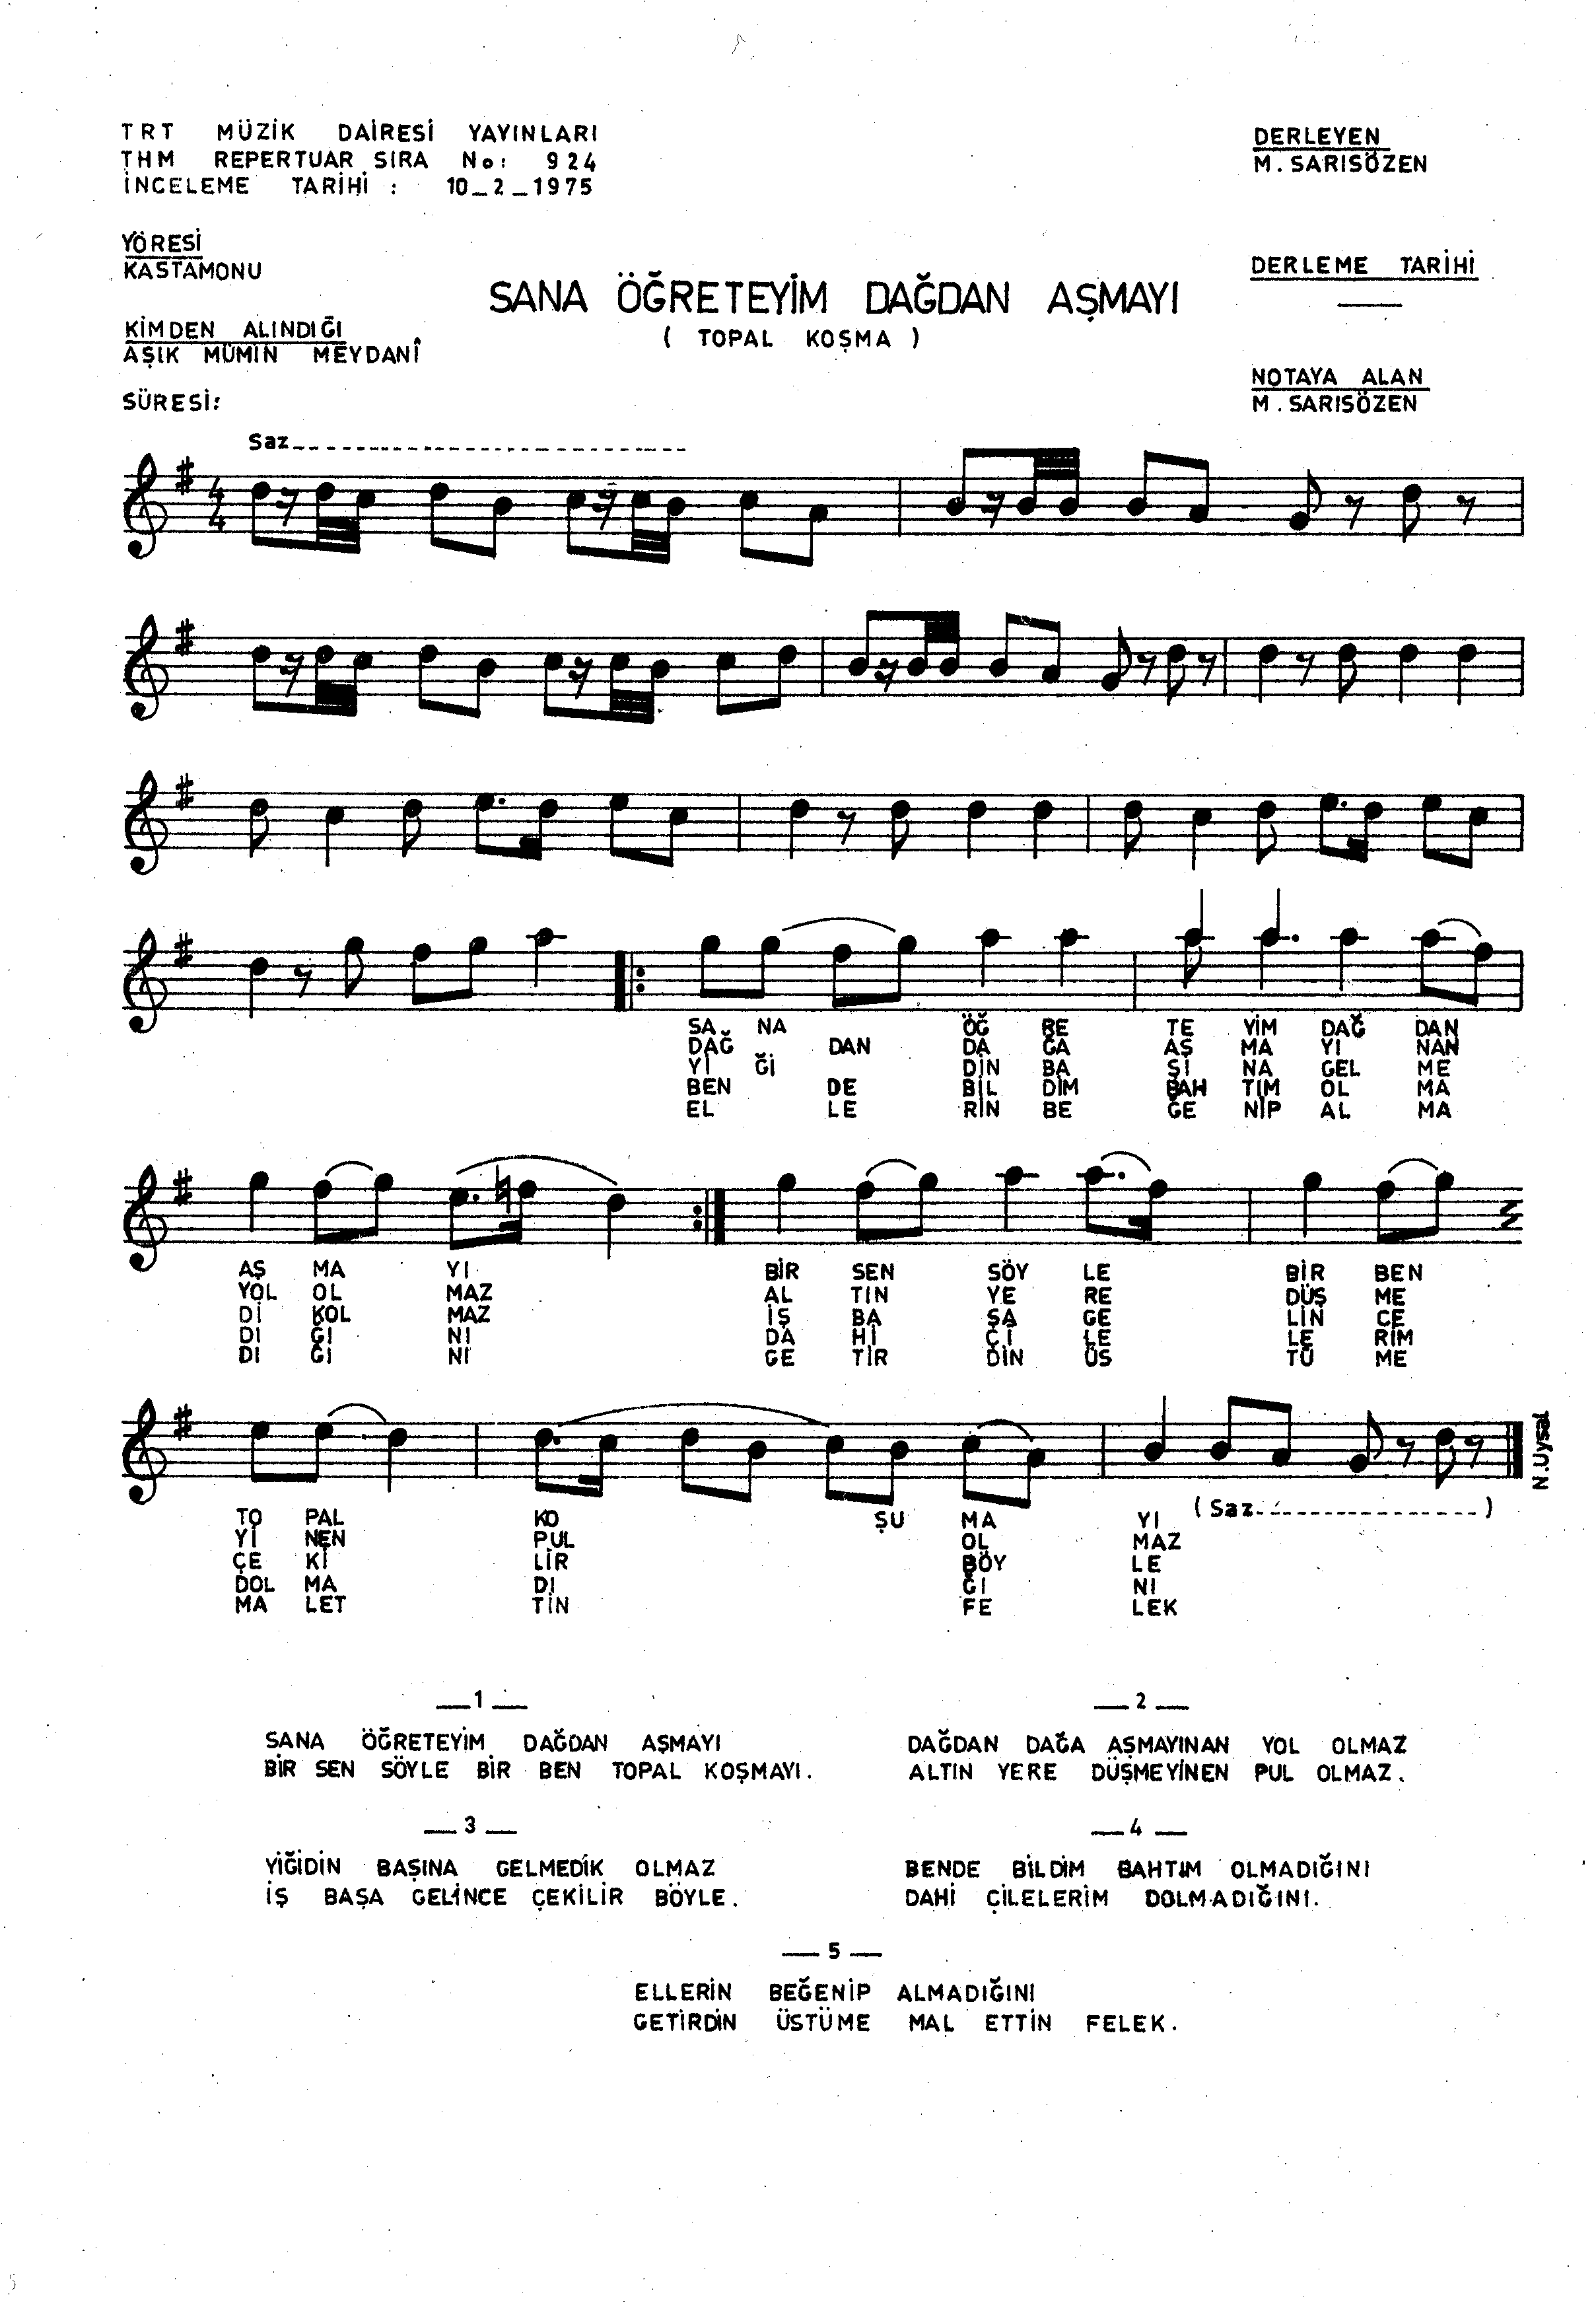 TRT MÜZİK DAİRESİ YAYINLARI
THM REPERTUAR SIRA No: 924
İNCELEME TARİHİ : 10_2_1975
DERLEYEN
M. SARISÖZEN
YÖRESİ
KASTAMONU
DERLEME TARİHİ
SANA ÖĞRETEYİM DAĞDAN AŞMAYI
( TOPAL KOŞMA )
KİMDEN ALINDIĞI
AŞIK MÜMİN MEYDANÎ
NOTAYA ALAN
M. SARISÖZEN
SÜRESİ:
Saz
4
4
SA NA ÖĞ RE TE YİM DAĞ DAN
DAĞ DAN DA ĞA AŞ MA YI NAN
Yİ Ğİ DİN BA ŞI NA GEL ME
BEN DE BİL DİM BAH TIM OL MA
EL LE RİN BE ĞE NİP AL MA
AŞ MA YI BİR SEN SÖY LE BİR BEN
YOL OL MAZ AL TIN YE RE DÜŞ ME
Dİ KOL MAZ İŞ BA ŞA GE LİN CE
DI ĞI NI DA Hİ Çİ LE LE RİM
DI ĞI NI GE TİR DİN ÜS TÜ ME
N.Uysal
(Saz )
TO PAL KO ŞU MA YI
Yİ NEN PUL OL MAZ
ÇE Kİ LİR BÖY LE
DOL MA DI ĞI NI
MA LET TİN FE LEK
_1_
SANA ÖĞRETEYİM DAĞDAN AŞMAYI
BİR SEN SÖYLE BİR BEN TOPAL KOŞMAYI.
_2_
DAĞDAN DAĞA AŞMAYINAN YOL OLMAZ
ALTIN YERE DÜŞMEYİNEN PUL OLMAZ.
_3_
YİĞİDİN BAŞINA GELMEDİK OLMAZ
İŞ BAŞA GELİNCE ÇEKİLİR BÖYLE.
_4_
BENDE BİLDİM BAHTIM OLMADIĞINI
DAHİ ÇİLELERİM DOLMADIĞINI.
_5_
ELLERİN BEĞENİP ALMADIĞINI
GETİRDİN ÜSTÜME MAL ETTİN FELEK.